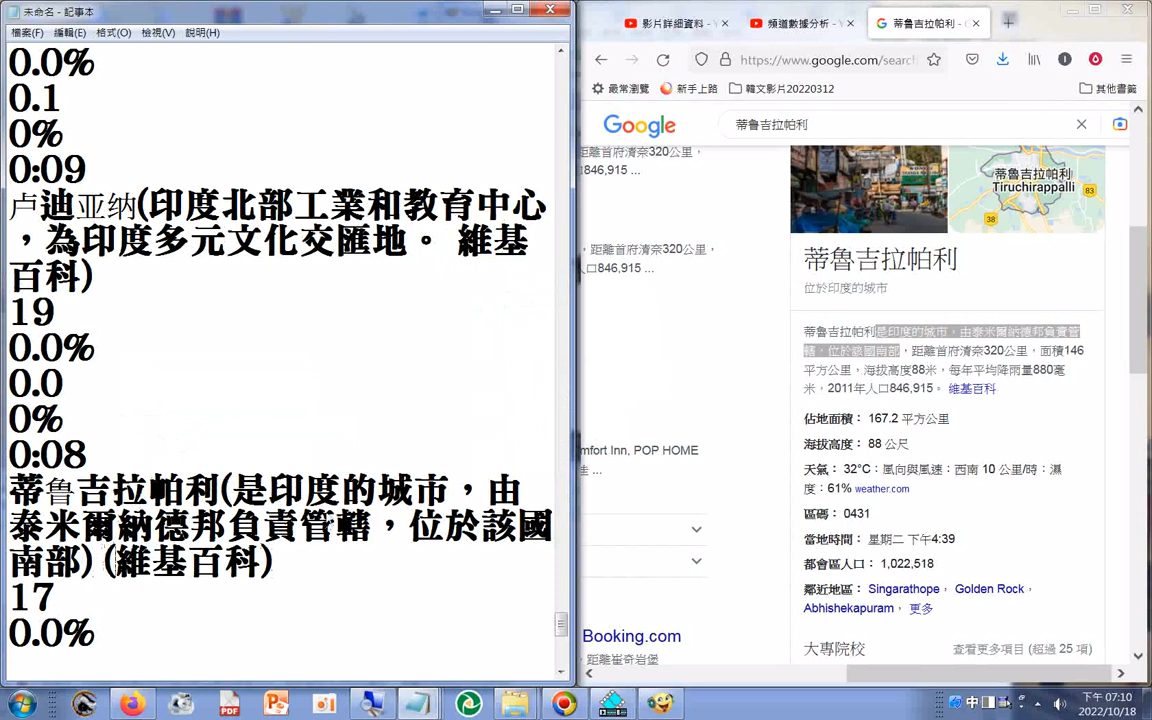 未命名 - 記事本
檔案(F) 編輯(E) 格式(O) 檢視(V) 說明(H)
0.0%
0.1
0%
0:09
卢迪亚纳(印度北部工業和教育中心
，為印度多元文化交匯地。 維基
百科)
19
0.0%
0.0
0%
0:08
蒂魯吉拉帕利(是印度的城市，由
泰米爾納德邦負責管轄，位於該國
南部) (維基百科)
17
0.0%
影片詳細資料 - Y
頻道數據分析 - Y
蒂魯吉拉帕利 -
https://www.google.com/search
最常瀏覽 新手上路 韓文影片20220312 其他書籤
Google
蒂魯吉拉帕利
距離首府清奈320公里，
口846,915 ...
，距離首府清奈320公里，
口846,915 ...
mfort Inn, POP HOME
Booking.com
，距離崔奇岩堡
蒂魯吉拉帕利
Tiruchirappalli
83
38
蒂魯吉拉帕利
位於印度的城市
蒂魯吉拉帕利是印度的城市，由泰米爾納德邦負責管
轄，位於該國南部，距離首府清奈320公里，面積146
平方公里，海拔高度88米，每年平均降雨量880毫
米，2011年人口846,915。 維基百科
佔地面積： 167.2 平方公里
海拔高度： 88 公尺
天氣： 32°C：風向與風速：西南 10 公里/時：濕
度：61% weather.com
區碼： 0431
當地時間： 星期二 下午4:39
都會區人口： 1,022,518
鄰近地區： Singarathope， Golden Rock，
Abhishekapuram， 更多
大專院校
查看更多項目 (超過 25 項)
PDF
中
下午 07:10
2022/10/18